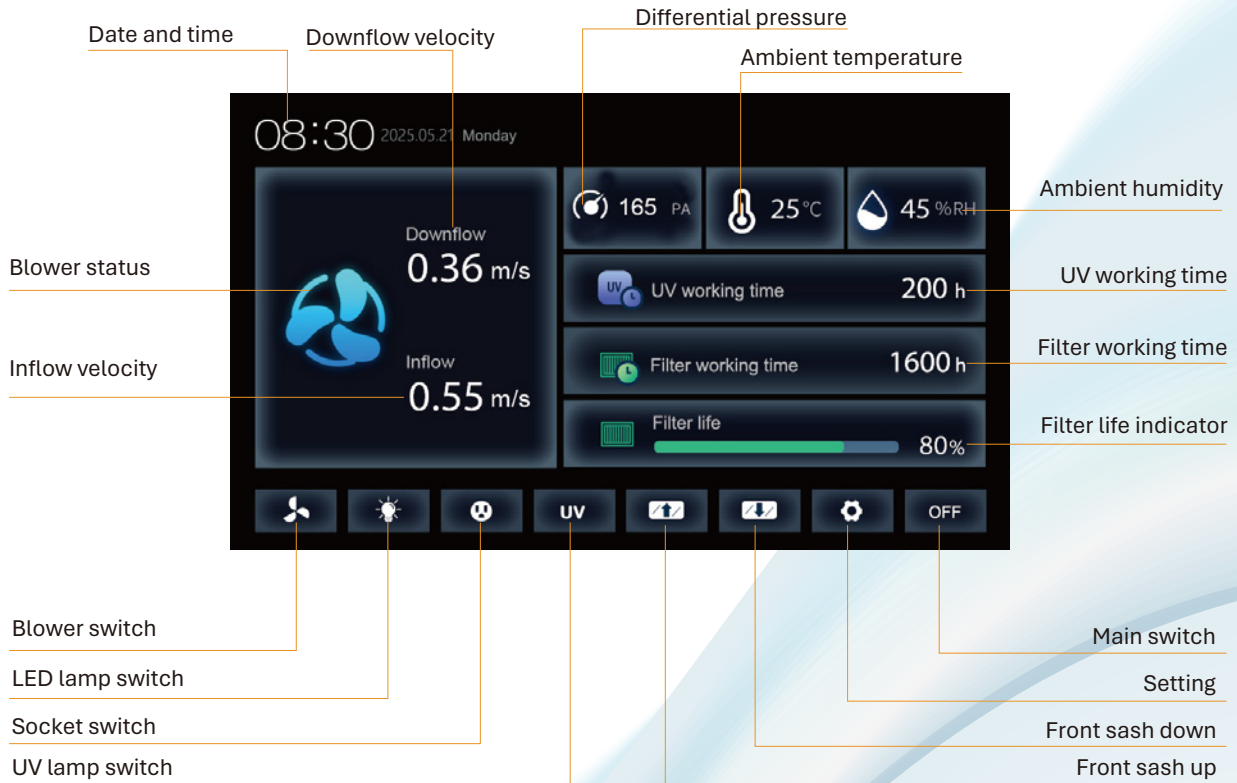 Differential pressure
Date and time
Downflow velocity
Ambient temperature
08:30 2025.05.21 Monday
165 PA
25°C
45 %RH
Ambient humidity
Downflow
0.36 m/s
Blower status
UV
UV working time
200 h
UV working time
Inflow velocity
Inflow
0.55 m/s
Filter working time
1600 h
Filter working time
Filter life
80%
Filter life indicator
UV
OFF
Blower switch
Main switch
LED lamp switch
Setting
Socket switch
Front sash down
UV lamp switch
Front sash up